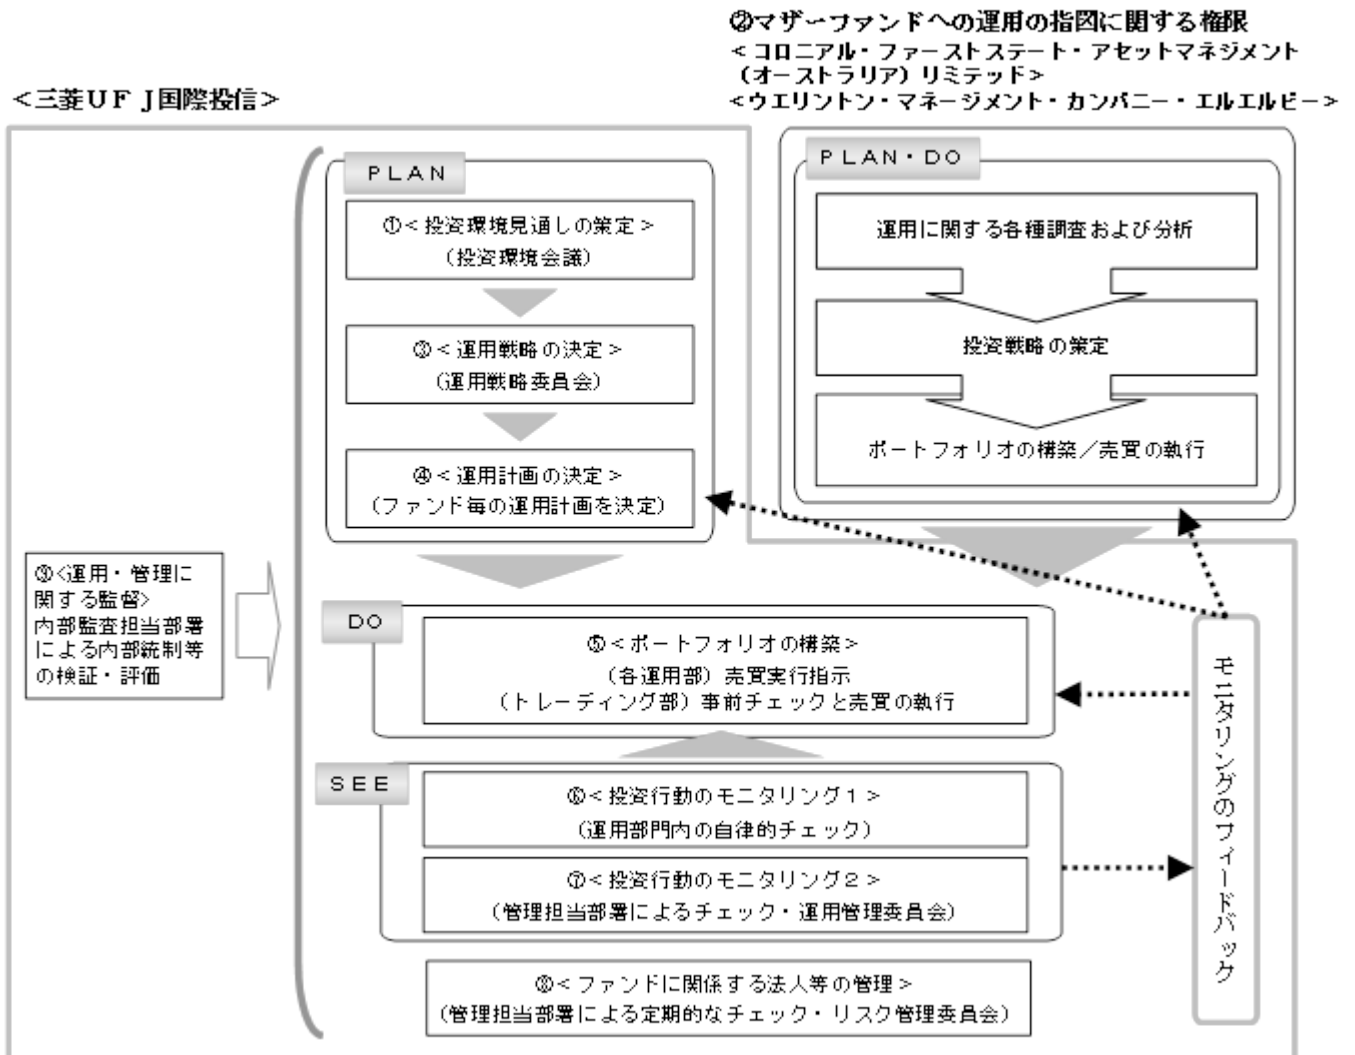 ②マザーファンドへの運用の指図に関する権限
<コロニアル・ファーストステート・アセットマネジメント
（オーストラリア）リミテッド>
<ウエリントン・マネージメント・カンパニー・エルエルピー>
<三菱ＵＦＪ国際投信>
ＰＬＡＮ
①<投資環境見通しの策定>
（投資環境会議）
③<運用戦略の決定>
（運用戦略委員会）
④<運用計画の決定>
（ファンド毎の運用計画を決定）
ＰＬＡＮ・ＤＯ
運用に関する各種調査および分析
投資戦略の策定
ポートフォリオの構築／売買の執行
⑨<運用・管理に
関する監督>
内部監査担当部署
による内部統制等
の検証・評価
ＤＯ
⑤<ポートフォリオの構築>
（各運用部）売買実行指示
（トレーディング部）事前チェックと売買の執行
ＳＥＥ
⑥<投資行動のモニタリング１>
（運用部門内の自律的チェック）
⑦<投資行動のモニタリング２>
（管理担当部署によるチェック・運用管理委員会）
⑧<ファンドに関係する法人等の管理>
（管理担当部署による定期的なチェック・リスク管理委員会）
モニタリングのフィードバック